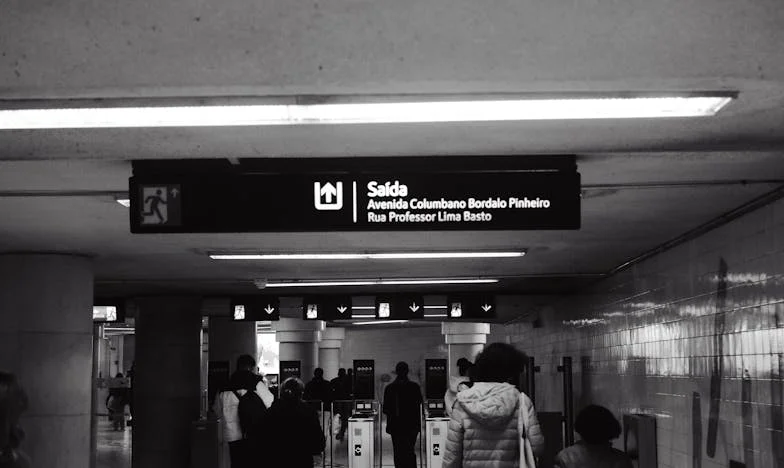 Saída
Avenida Columbano Bordalo Pinheiro
Rua Professor Lima Basto